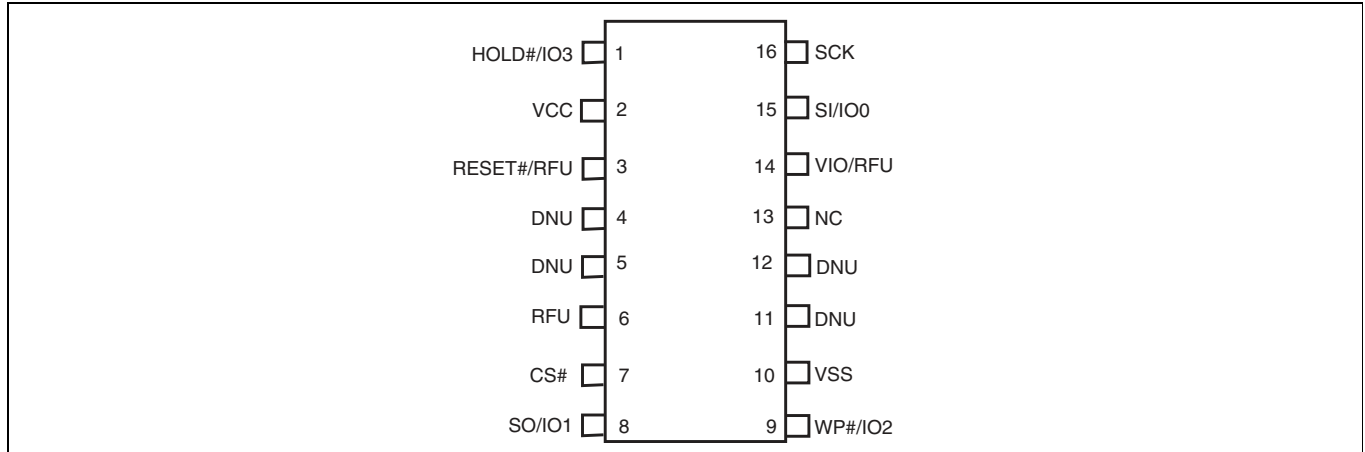 HOLD#/IO3 1 16 SCK
VCC 2 15 SI/IO0
RESET#/RFU 3 14 VIO/RFU
DNU 4 13 NC
DNU 5 12 DNU
RFU 6 11 DNU
CS# 7 10 VSS
SO/IO1 8 9 WP#/IO2